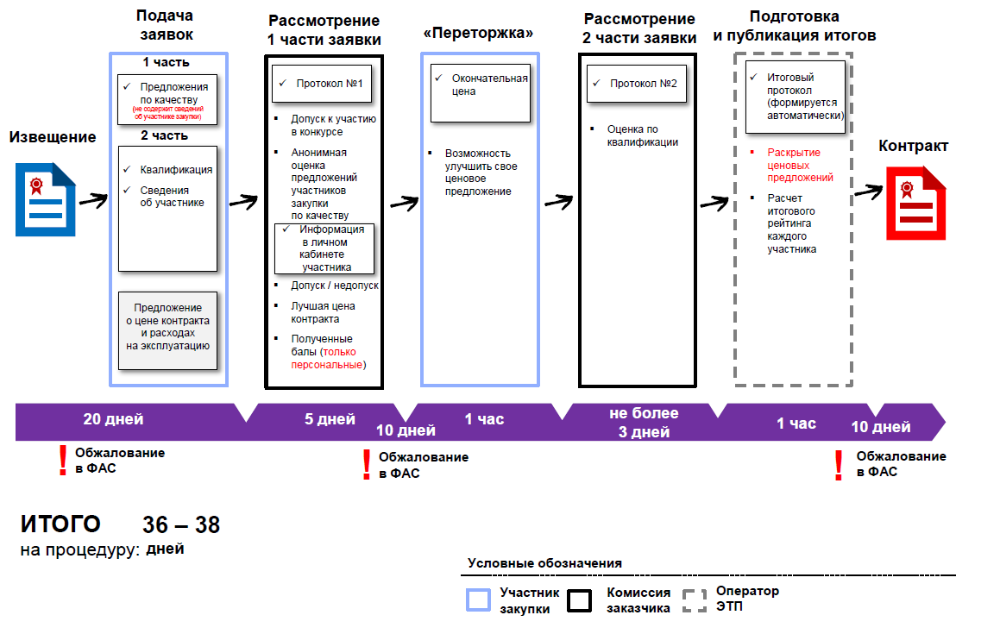 Извещение
Подача
заявок
1 часть
✓ Предложения
по качеству
(не содержит сведений
об участнике закупки)
2 часть
✓ Квалификация
✓ Сведения
об участнике
Предложение
о цене контракта
и расходах
на эксплуатацию
Рассмотрение
1 части заявки
✓ Протокол №1
▪ Допуск к участию
в конкурсе
▪ Анонимная
оценка
предложений
участников
закупки
по качеству
✓ Информация
в личном
кабинете
участника
▪ Допуск / недопуск
▪ Лучшая цена
контракта
▪ Полученные
балы (только
персональные)
«Переторжка»
✓ Окончательная
цена
▪ Возможность
улучшить свое
ценовое
предложение
Рассмотрение
2 части заявки
✓ Протокол №2
▪ Оценка по
квалификации
Подготовка
и публикация итогов
✓ Итоговый
протокол
(формируется
автоматически)
▪ Раскрытие
ценовых
предложений
▪ Расчет
итогового
рейтинга
каждого
участника
Контракт
20 дней
5 дней
10 дней
1 час
не более
3 дней
1 час
10 дней
! Обжалование
в ФАС
! Обжалование
в ФАС
! Обжалование
в ФАС
ИТОГО 36 – 38
на процедуру: дней
Условные обозначения
Участник
закупки
Комиссия
заказчика
Оператор
ЭТП